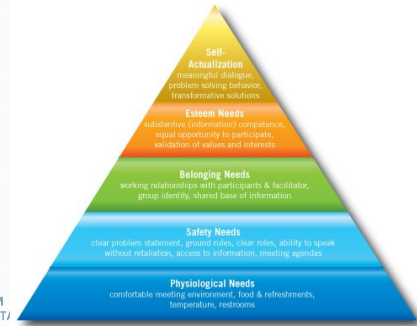 Self-
Actualization
meaningful dialogue,
problem solving behavior,
transformative solutions
Esteem Needs
substantive (information) competence,
equal opportunity to participate,
validation of values and interests
Belonging Needs
working relationships with participants & facilitator,
group identity, shared base of information
Safety Needs
clear problem statement, ground rules, clear roles, ability to speak
without retaliation, access to information, meeting agendas
Physiological Needs
comfortable meeting environment, food & refreshments,
temperature, restrooms